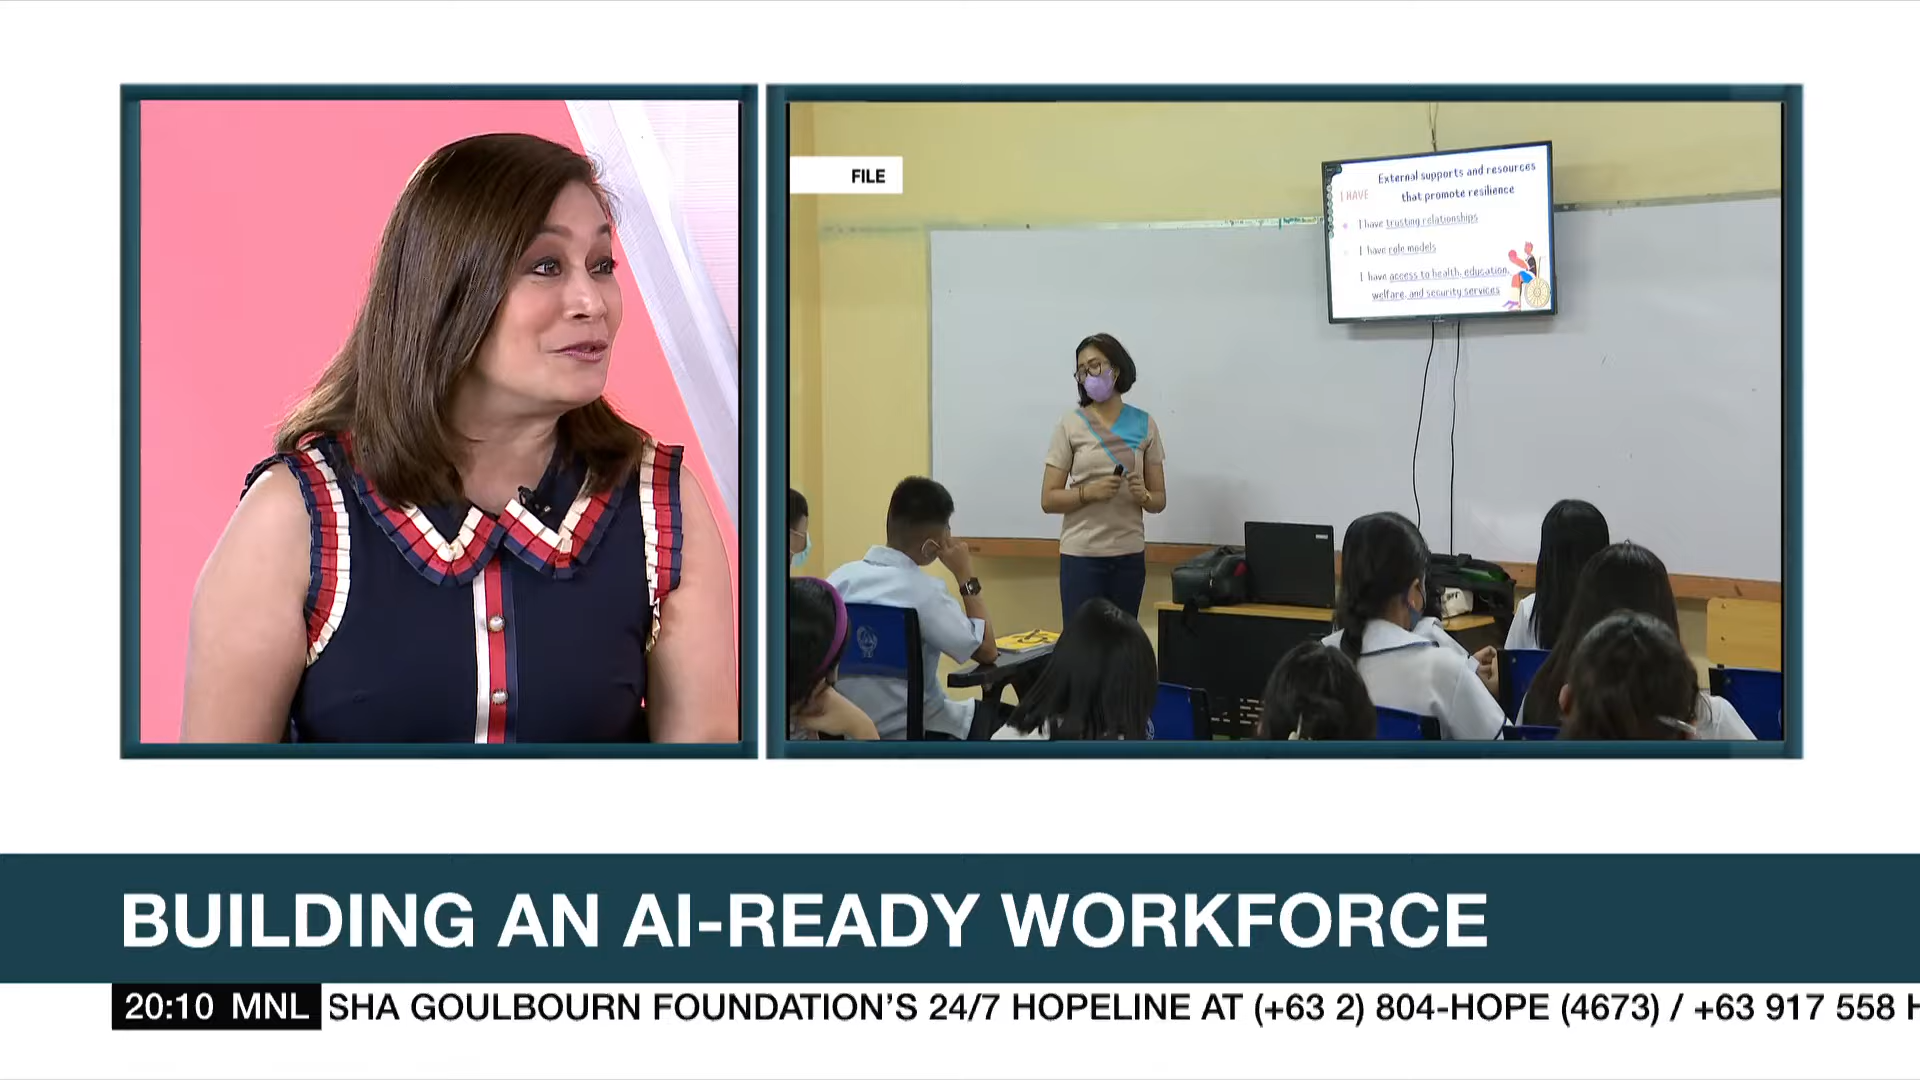 FILE
External supports and resources
I HAVE
that promote resilience
I have trusting relationships
I have role models
I have access to health, education,
welfare, and security services
BUILDING AN AI-READY WORKFORCE
20:10 MNL
SHA GOULBOURN FOUNDATION'S 24/7 HOPELINE AT (+63 2) 804-HOPE (4673) / +63 917 558 H